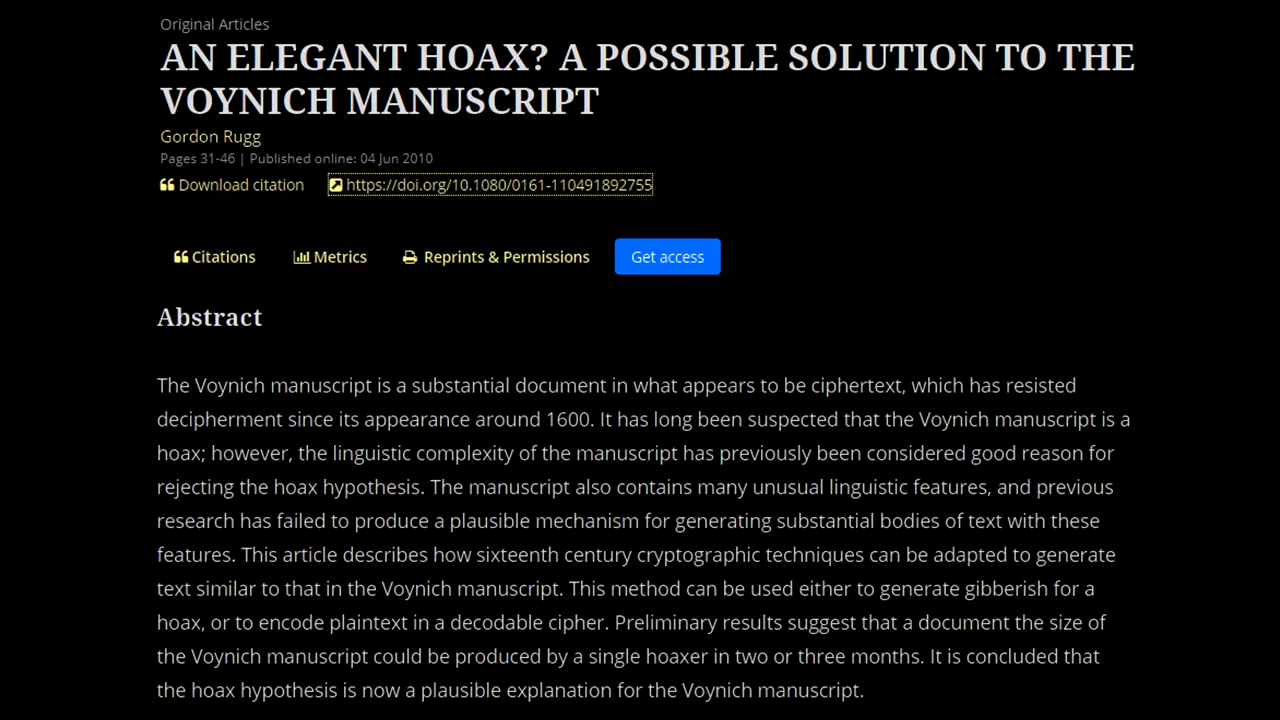 Original Articles
AN ELEGANT HOAX? A POSSIBLE SOLUTION TO THE
VOYNICH MANUSCRIPT
Gordon Rugg
Pages 31-46 | Published online: 04 Jun 2010
Download citation https://doi.org/10.1080/0161-110491892755
Citations Metrics Reprints & Permissions Get access
Abstract
The Voynich manuscript is a substantial document in what appears to be ciphertext, which has resisted
decipherment since its appearance around 1600. It has long been suspected that the Voynich manuscript is a
hoax; however, the linguistic complexity of the manuscript has previously been considered good reason for
rejecting the hoax hypothesis. The manuscript also contains many unusual linguistic features, and previous
research has failed to produce a plausible mechanism for generating substantial bodies of text with these
features. This article describes how sixteenth century cryptographic techniques can be adapted to generate
text similar to that in the Voynich manuscript. This method can be used either to generate gibberish for a
hoax, or to encode plaintext in a decodable cipher. Preliminary results suggest that a document the size of
the Voynich manuscript could be produced by a single hoaxer in two or three months. It is concluded that
the hoax hypothesis is now a plausible explanation for the Voynich manuscript.